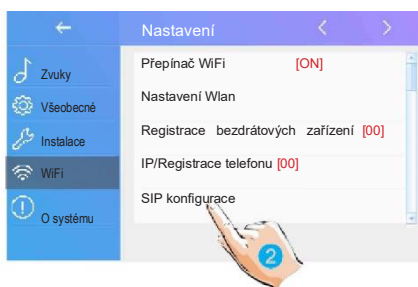 Nastavení
Zvuky
Všeobecné
Instalace
WiFi
O systému
Přepínač WiFi [ON]
Nastavení Wlan
Registrace bezdrátových zařízení [00]
IP/Registrace telefonu [00]
SIP konfigurace
2